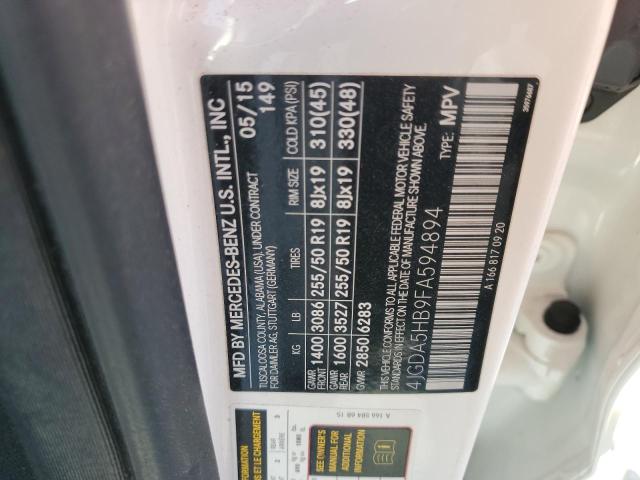 MFD BY MERCEDES-BENZ U.S. INTL., INC
TUSCALOOSA COUNTY, ALABAMA (USA), UNDER CONTRACT 05/15
FOR DAIMLER AG, STUTTGART (GERMANY) 149
KG LB TIRES RIM SIZE COLD KPA (PSI)
GAWR FRONT 1400 3086 255/50 R19 8Jx19 310(45)
GAWR REAR 1600 3527 255/50 R19 8Jx19 330(48)
GVWR 2850 6283
THIS VEHICLE CONFORMS TO ALL APPLICABLE FEDERAL MOTOR VEHICLE SAFETY
STANDARDS IN EFFECT ON THE DATE OF MANUFACTURE SHOWN ABOVE.
4JGDA5HB9FA594894 TYPE: MPV
A 166 817 09 20
A 166 584 68 15
SEE OWNER'S
MANUAL FOR
ADDITIONAL
INFORMATION